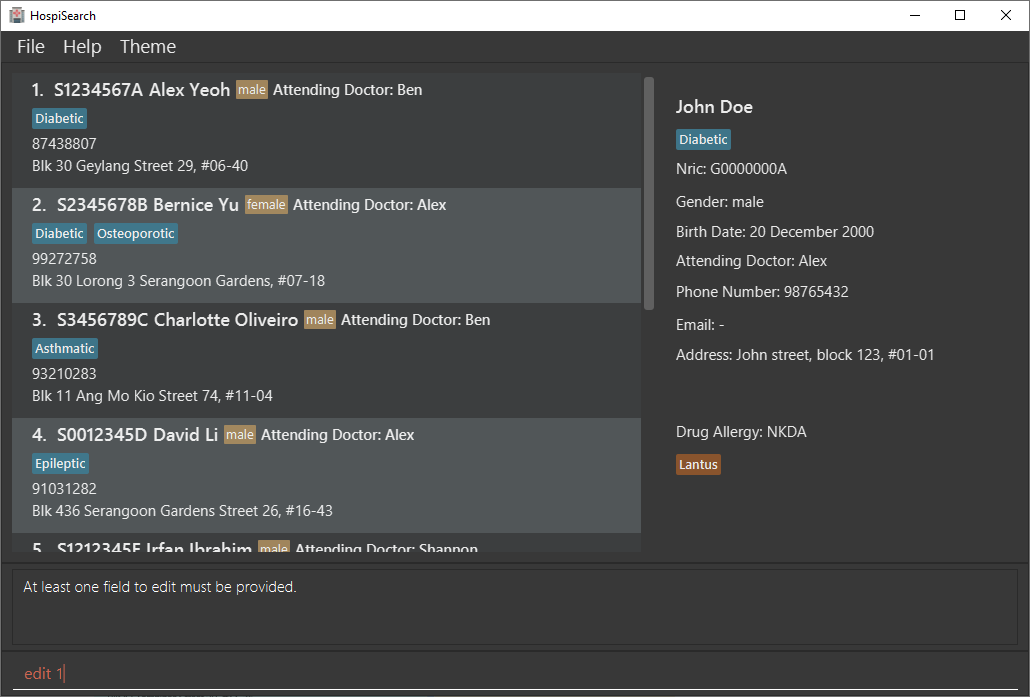 HospiSearch
File Help Theme
1. S1234567A Alex Yeoh male Attending Doctor: Ben
Diabetic
87438807
Blk 30 Geylang Street 29, #06-40
2. S2345678B Bernice Yu female Attending Doctor: Alex
Diabetic Osteoporotic
99272758
Blk 30 Lorong 3 Serangoon Gardens, #07-18
3. S3456789C Charlotte Oliveiro male Attending Doctor: Ben
Asthmatic
93210283
Blk 11 Ang Mo Kio Street 74, #11-04
4. S0012345D David Li male Attending Doctor: Alex
Epileptic
91031282
Blk 436 Serangoon Gardens Street 26, #16-43
5. Irfan Ibrahim male Attending Doctor: Shannon
John Doe
Diabetic
Nric: G0000000A
Gender: male
Birth Date: 20 December 2000
Attending Doctor: Alex
Phone Number: 98765432
Email: -
Address: John street, block 123, #01-01
Drug Allergy: NKDA
Lantus
At least one field to edit must be provided.
edit 1